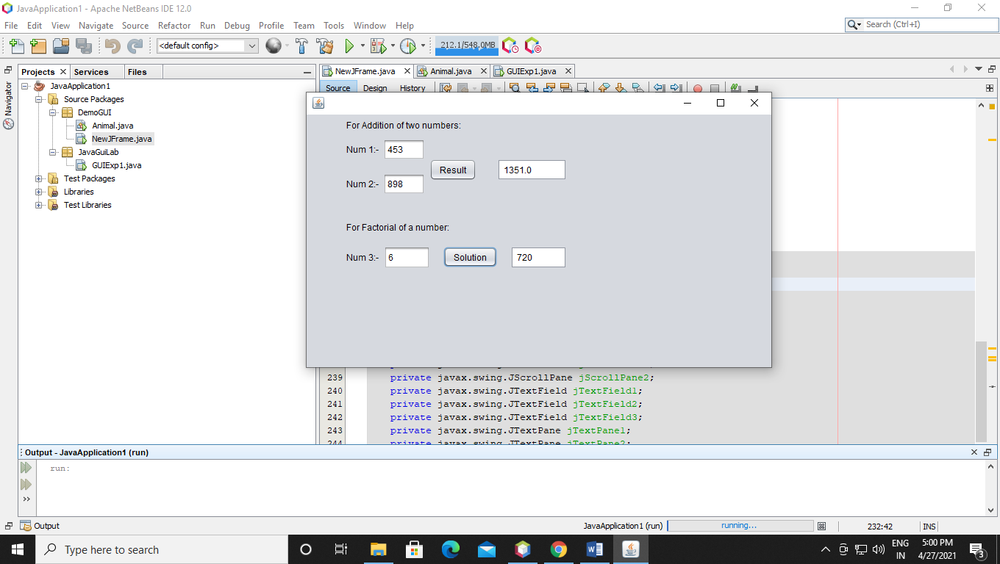 JavaApplication1 - Apache NetBeans IDE 12.0
File Edit View Navigate Source Refactor Run Debug Profile Team Tools Window Help
Search (Ctrl+I)
<default config>
212.1/548.0MB
Projects Services Files
Navigator
JavaApplication1
Source Packages
DemoGUI
Animal.java
NewJFrame.java
JavaGuiLab
GUIExp1.java
Test Packages
Libraries
Test Libraries
NewJFrame.java Animal.java GUIExp1.java
Source Design History
For Addition of two numbers:
Num 1:- 453
Result 1351.0
Num 2:- 898
For Factorial of a number:
Num 3:- 6 Solution 720
239 private javax.swing.JScrollPane jScrollPane2;
240 private javax.swing.JTextField jTextField1;
241 private javax.swing.JTextField jTextField2;
242 private javax.swing.JTextField jTextField3;
243 private javax.swing.JTextPane jTextPane1;
244 private javax.swing.JTextPane jTextPane2;
Output - JavaApplication1 (run)
run:
Output
JavaApplication1 (run) running... 232:42 INS
Type here to search
ENG
IN
5:00 PM
4/27/2021
3